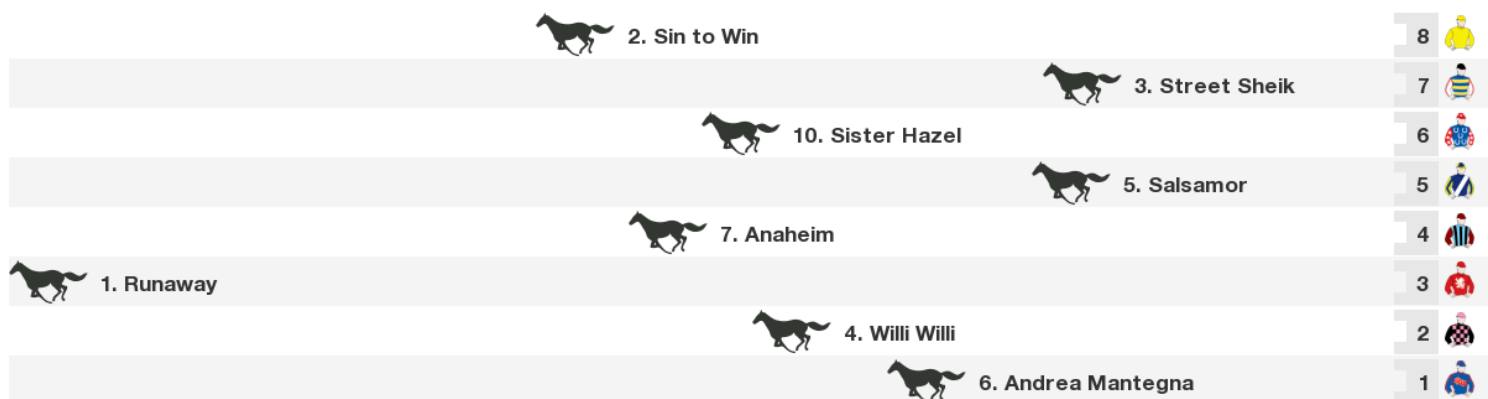 2. Sin to Win 8
3. Street Sheik 7
10. Sister Hazel 6
5. Salsamor 5
7. Anaheim 4
1. Runaway 3
4. Willi Willi 2
6. Andrea Mantegna 1